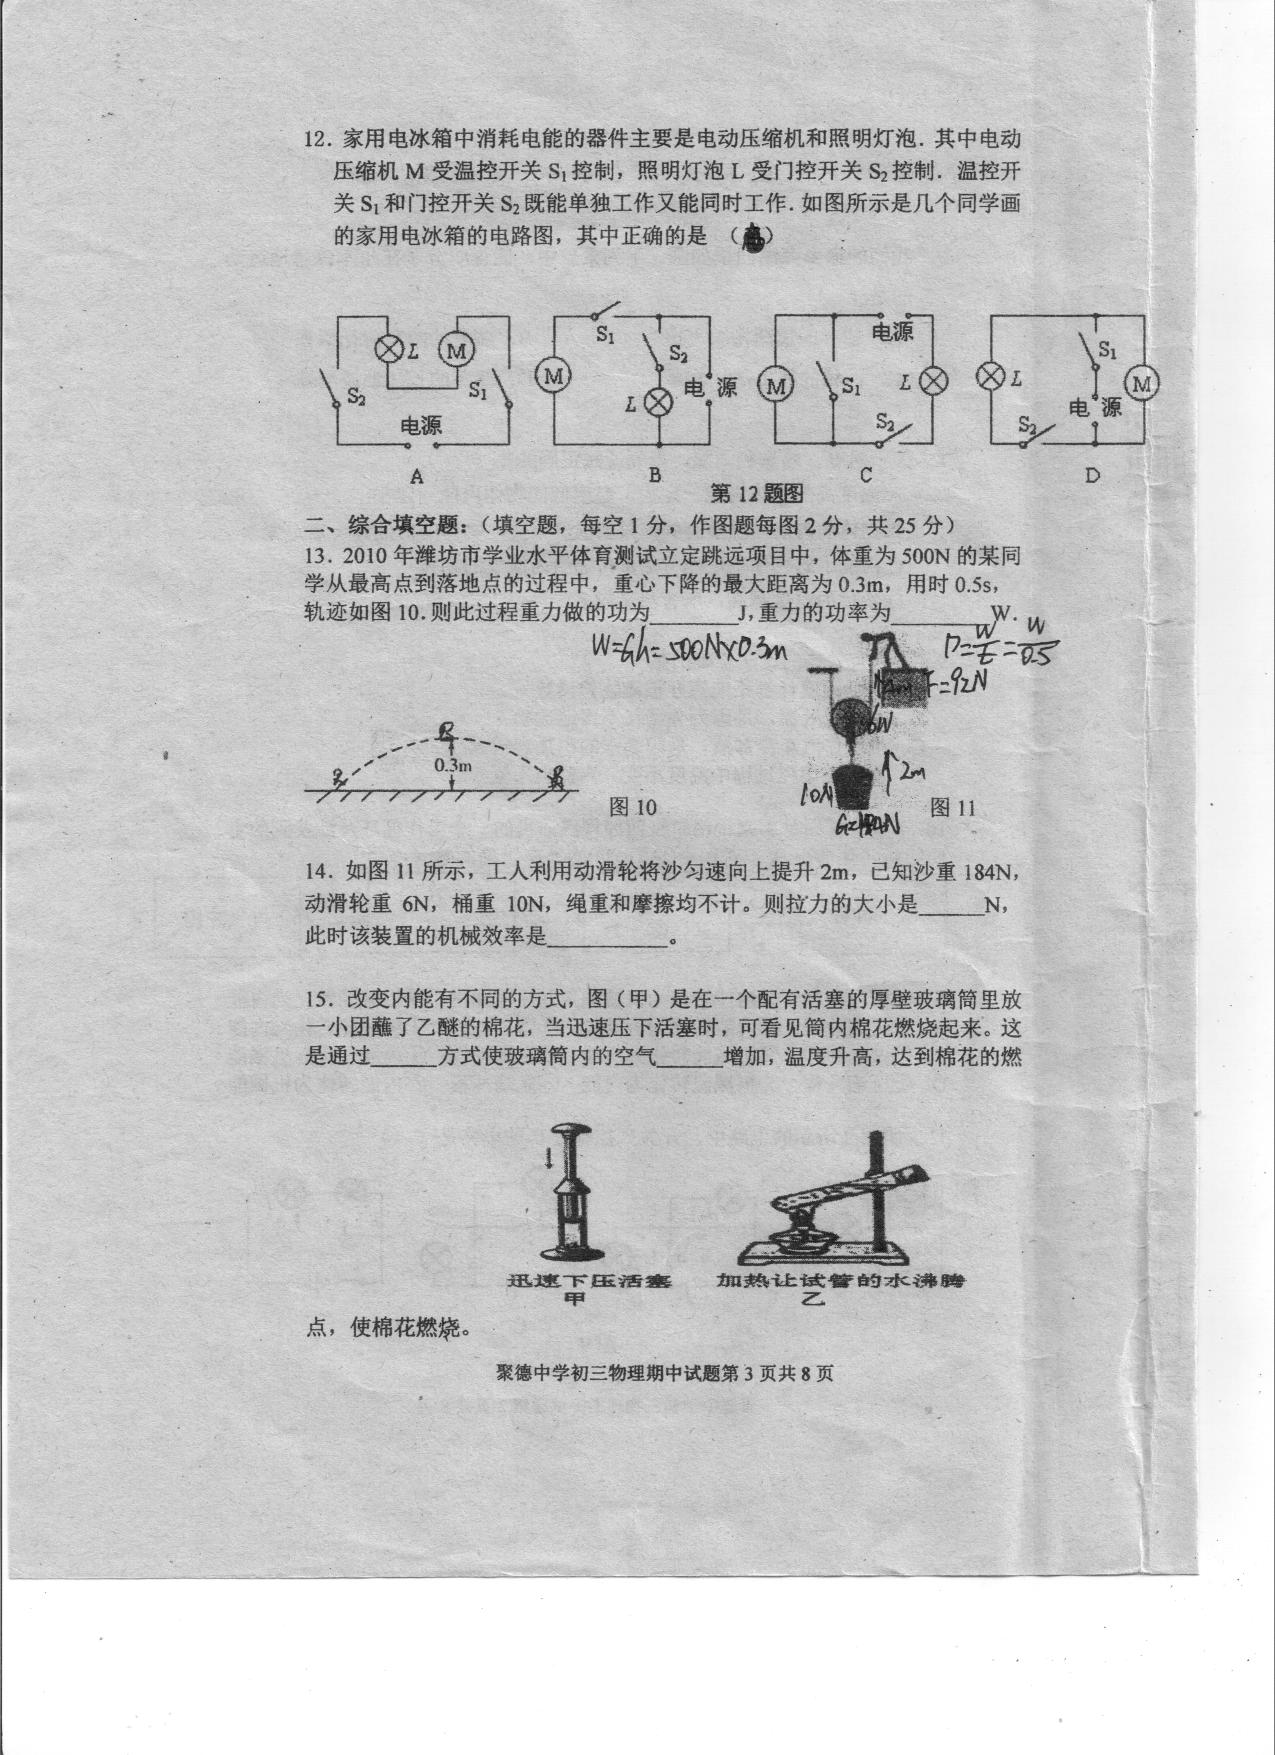 12．家用电冰箱中消耗电能的器件主要是电动压缩机和照明灯泡．其中电动
压缩机 M 受温控开关 S₁控制，照明灯泡 L 受门控开关 S₂控制．温控开
关 S₁和门控开关 S₂既能单独工作又能同时工作．如图所示是几个同学画
的家用电冰箱的电路图，其中正确的是 （ ）
L M S₂ S₁ 电源
A
S₁ M S₂ L 电 源
B
电源 M S₁ L S₂
C
L S₁ M 电 源 S₂
D
第 12 题图
二、综合填空题：（填空题，每空 1 分，作图题每图 2 分，共 25 分）
13．2010 年潍坊市学业水平体育测试立定跳远项目中，体重为 500N 的某同
学从最高点到落地点的过程中，重心下降的最大距离为 0.3m，用时 0.5s，
轨迹如图 10．则此过程重力做的功为________J，重力的功率为_________W．
W=Gh=500N×0.3m
P=W/t=W/0.5
F=92N
6N
0.3m
2m
10N
图 10
图 11
14．如图 11 所示，工人利用动滑轮将沙匀速向上提升 2m，已知沙重 184N，
动滑轮重 6N，桶重 10N，绳重和摩擦均不计。则拉力的大小是______N，
此时该装置的机械效率是___________。
15．改变内能有不同的方式，图（甲）是在一个配有活塞的厚壁玻璃筒里放
一小团蘸了乙醚的棉花，当迅速压下活塞时，可看见筒内棉花燃烧起来。这
是通过______方式使玻璃筒内的空气______增加，温度升高，达到棉花的燃
迅速下压活塞
甲
加热让试管的水沸腾
乙
点，使棉花燃烧。
聚德中学初三物理期中试题第 3 页共 8 页